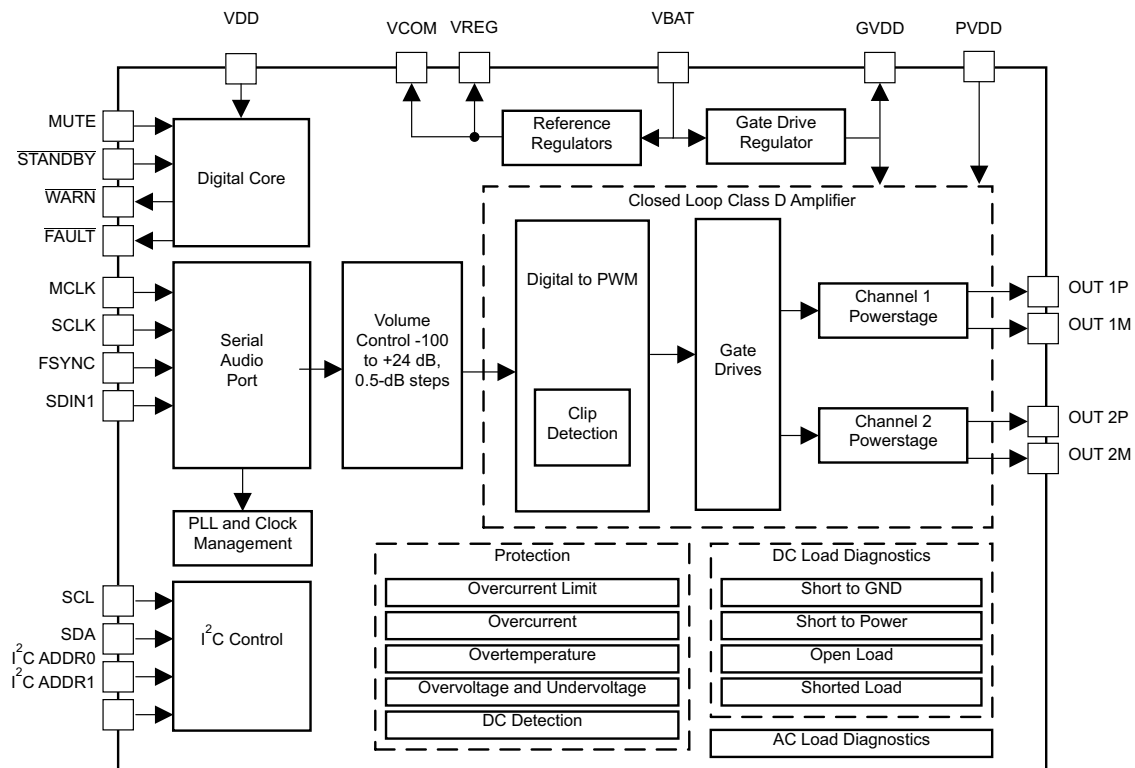 VDD
VCOM
VREG
VBAT
GVDD
PVDD
MUTE
STANDBY
WARN
FAULT
MCLK
SCLK
FSYNC
SDIN1
SCL
SDA
I²C ADDR0
I²C ADDR1
Digital Core
Reference
Regulators
Gate Drive
Regulator
Serial
Audio
Port
Volume
Control -100
to +24 dB,
0.5-dB steps
PLL and Clock
Management
I²C Control
Closed Loop Class D Amplifier
Digital to PWM
Clip
Detection
Gate
Drives
Channel 1
Powerstage
Channel 2
Powerstage
OUT 1P
OUT 1M
OUT 2P
OUT 2M
Protection
Overcurrent Limit
Overcurrent
Overtemperature
Overvoltage and Undervoltage
DC Detection
DC Load Diagnostics
Short to GND
Short to Power
Open Load
Shorted Load
AC Load Diagnostics